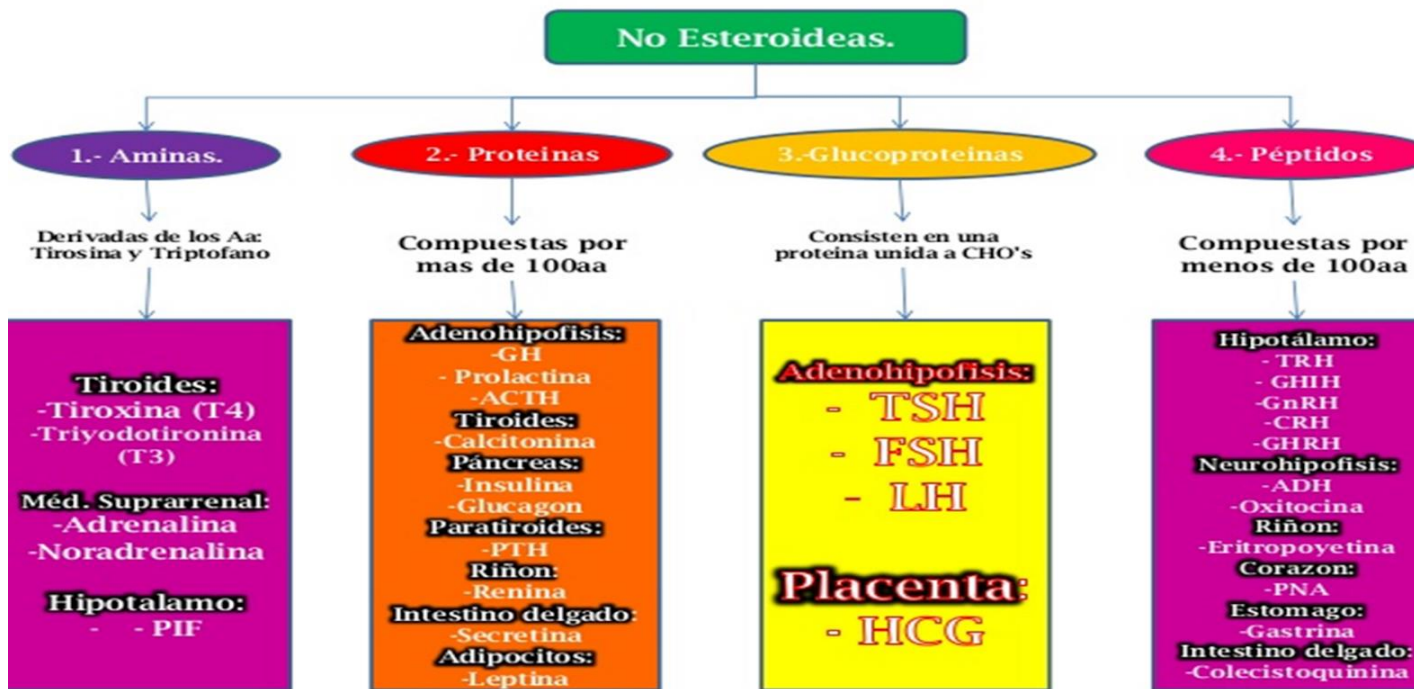 No Esteroideas.
1.- Aminas.
2.- Proteinas
3.-Glucoproteinas
4.- Péptidos
Derivadas de los Aa:
Tirosina y Triptofano
Compuestas por
mas de 100aa
Consisten en una
proteina unida a CHO's
Compuestas por
menos de 100aa
Tiroides:
-Tiroxina (T4)
-Triyodotironina
(T3)
Méd. Suprarrenal:
-Adrenalina
-Noradrenalina
Hipotalamo:
- - PIF
Adenohipofisis:
-GH
- Prolactina
-ACTH
Tiroides:
-Calcitonina
Páncreas:
-Insulina
-Glucagon
Paratiroides:
-PTH
Riñon:
-Renina
Intestino delgado:
-Secretina
Adipocitos:
-Leptina
Adenohipofisis:
- TSH
- FSH
- LH
Placenta:
- HCG
Hipotálamo:
- TRH
- GHIH
-GnRH
-CRH
-GHRH
Neurohipofisis:
-ADH
-Oxitocina
Riñon:
-Eritropoyetina
Corazon:
-PNA
Estomago:
-Gastrina
Intestino delgado:
-Colecistoquinina